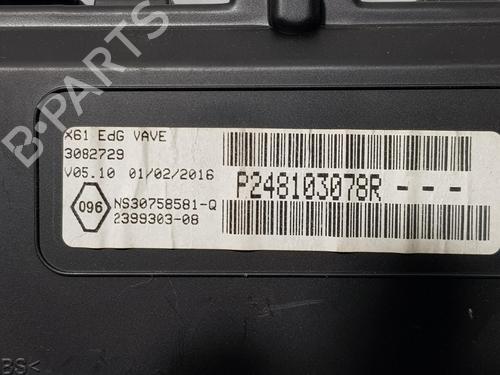 X61 EdG VAVE
3082729
V05.10 01/02/2016
P248103078R - - -
096
NS30758581-Q
2399303-08
B-PARTS
BS<